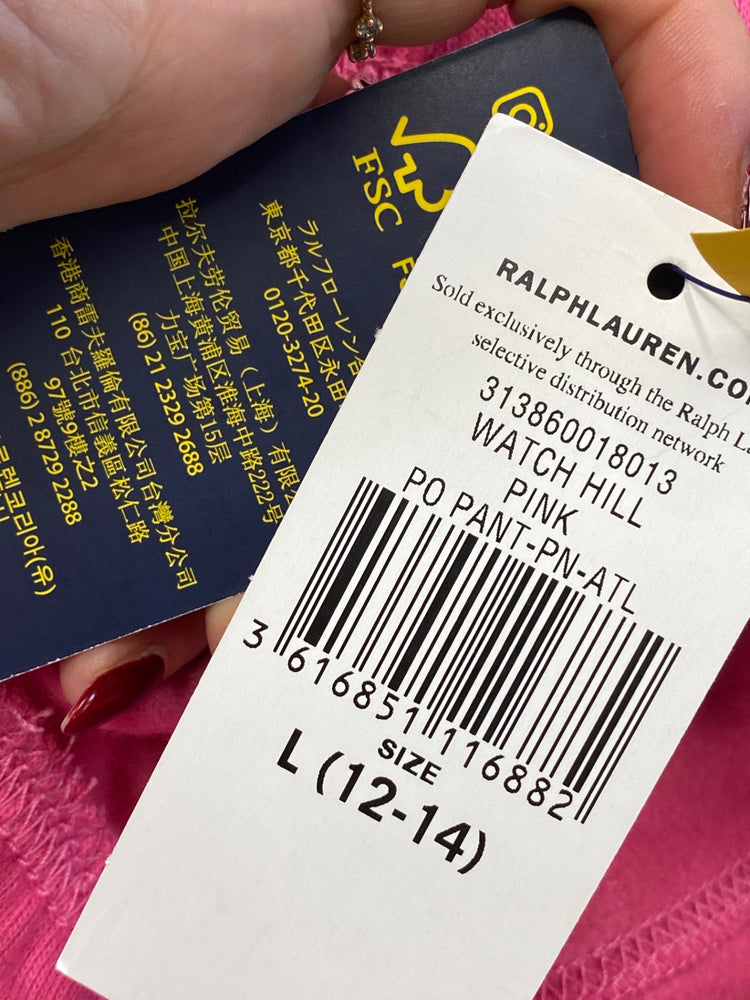 RALPHLAUREN.CO
Sold exclusively through the Ralph
selective distribution network
313860018013
WATCH HILL
PINK
PO PANT-PN-ATL
3 616851 116882
SIZE
L (12-14)
FSC
ラルフローレン
東京都千代田区永田
0120-3274-20
拉尔夫劳伦贸易（上海）有限公
中国上海黄浦区淮海中路222号
力宝广场第15层
(86) 21 2329 2688
香港商雷夫羅倫有限公司台灣分公司
110 台北市信義區松仁路
97號9樓之2
(886) 2 8729 2288
코리아(유)